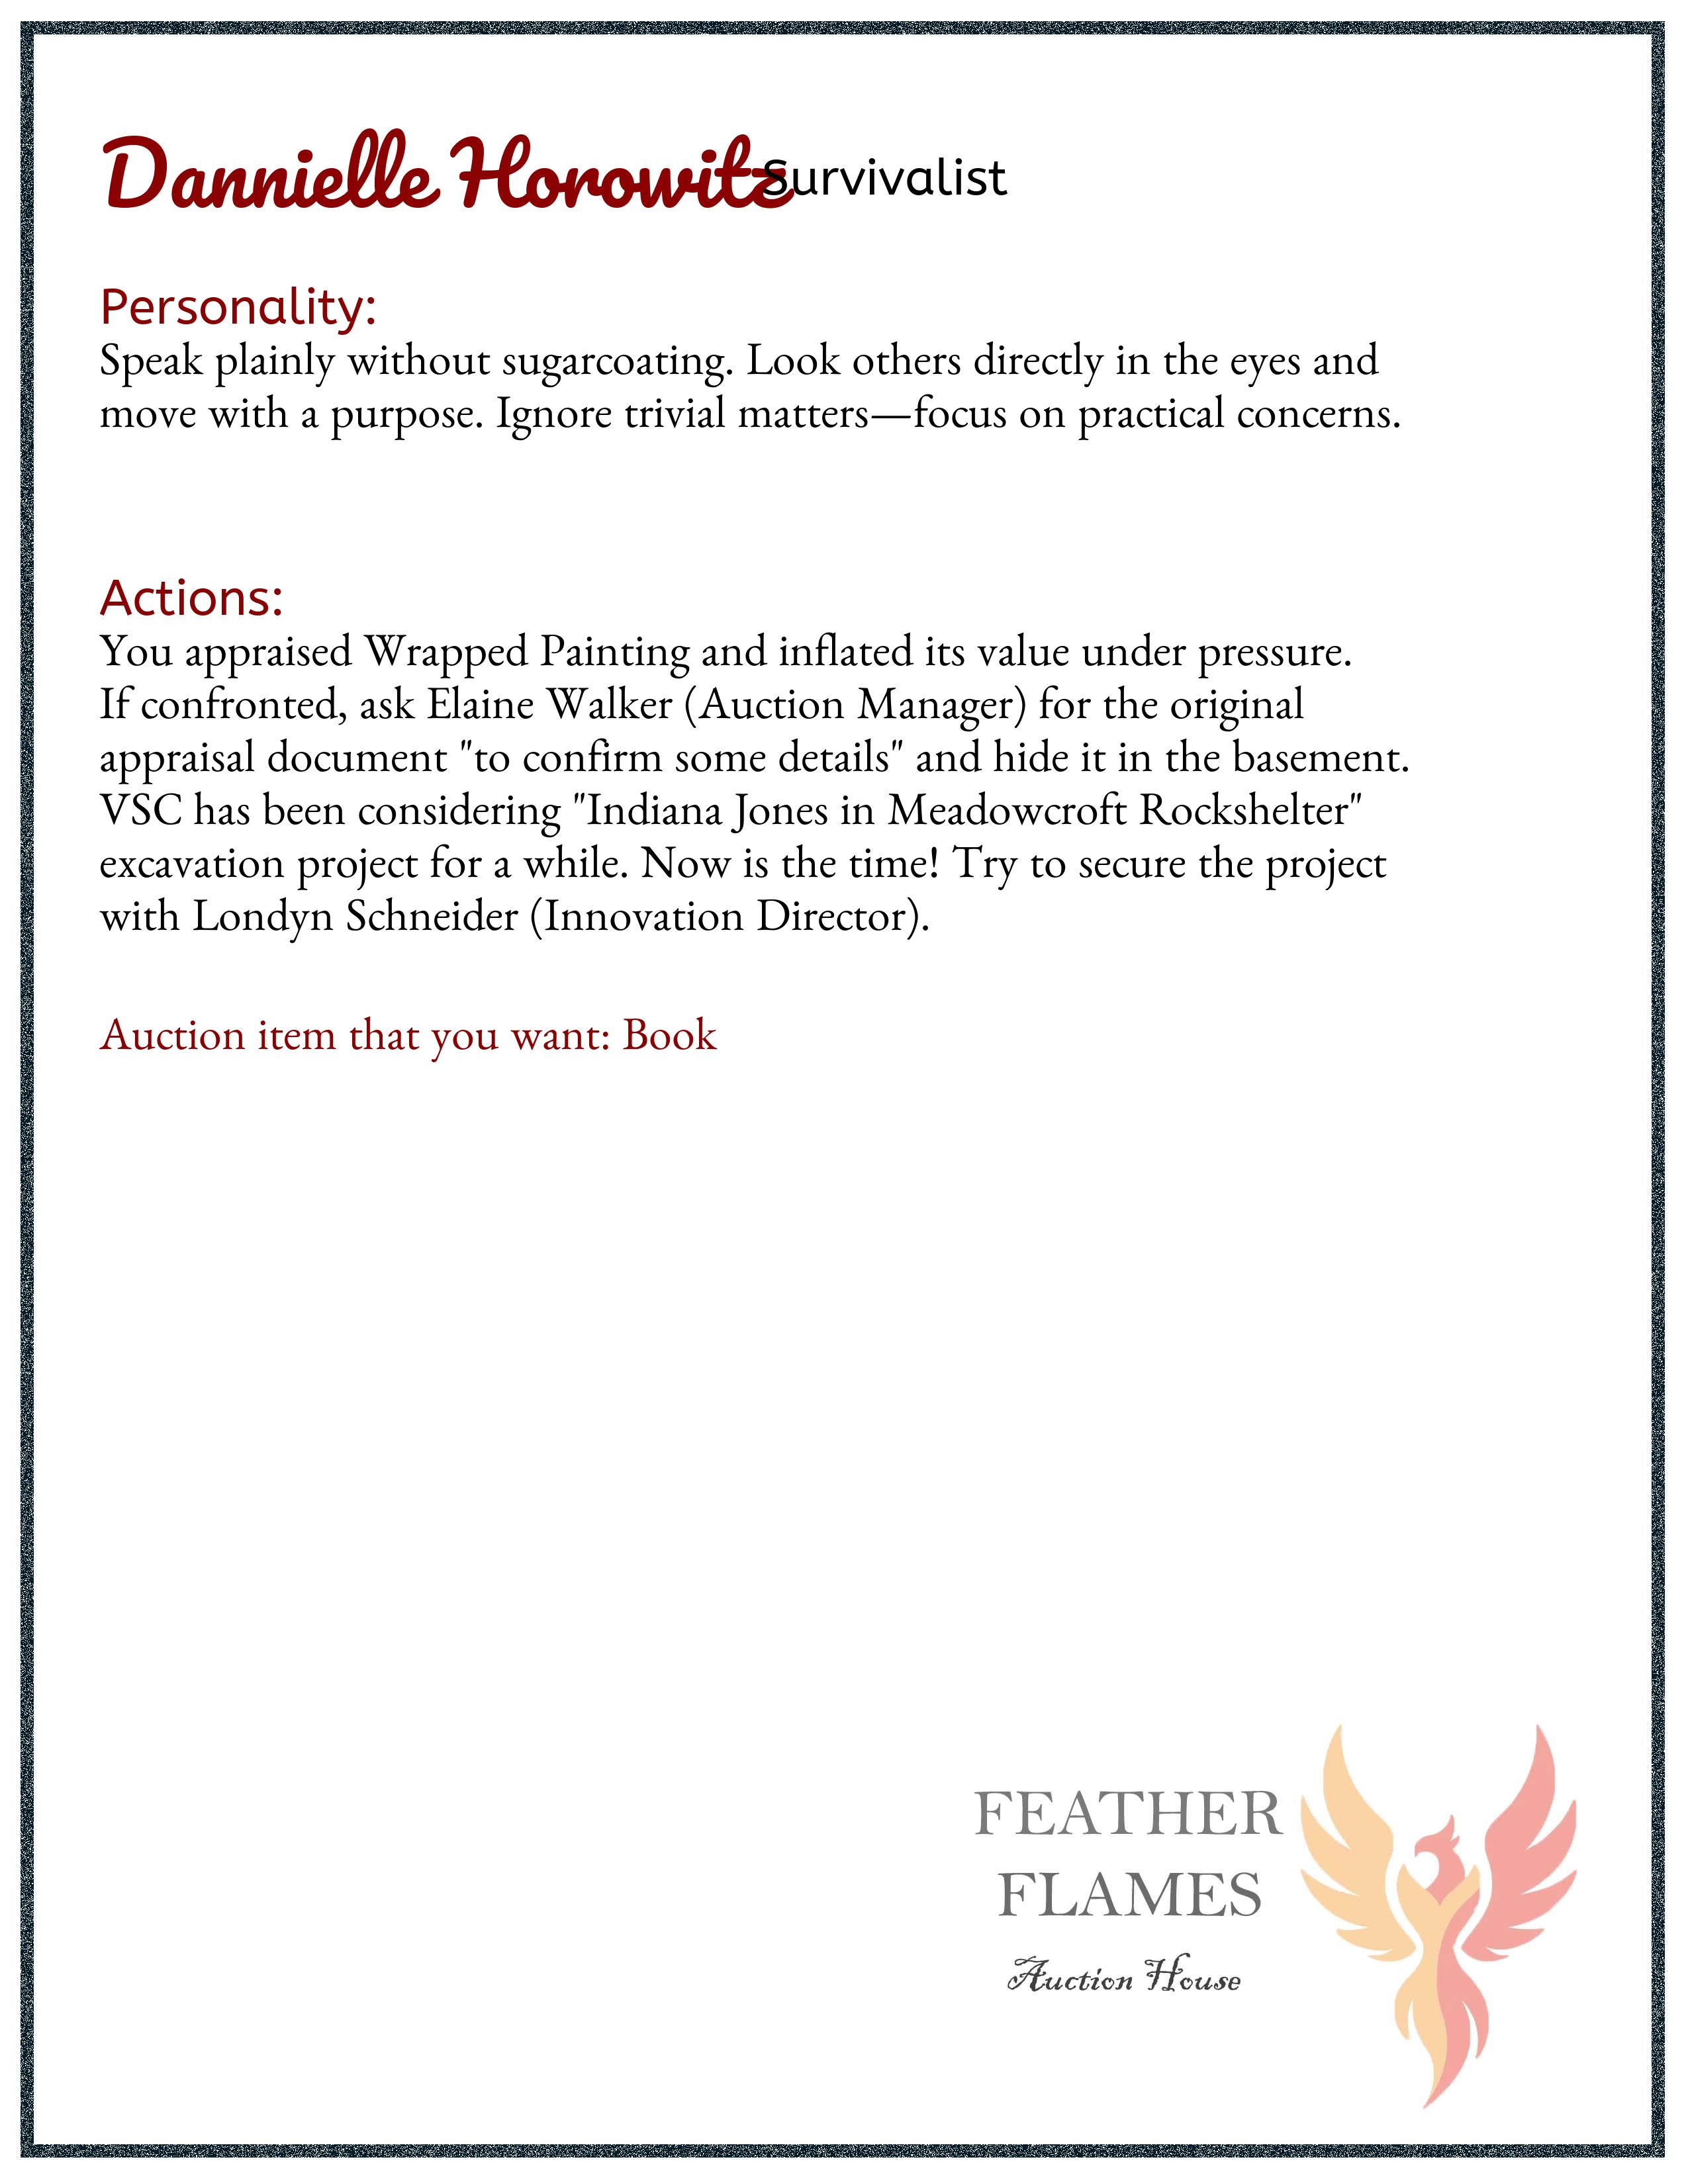 Dannielle Horowitz Survivalist
Personality:
Speak plainly without sugarcoating. Look others directly in the eyes and
move with a purpose. Ignore trivial matters—focus on practical concerns.
Actions:
You appraised Wrapped Painting and inflated its value under pressure.
If confronted, ask Elaine Walker (Auction Manager) for the original
appraisal document "to confirm some details" and hide it in the basement.
VSC has been considering "Indiana Jones in Meadowcroft Rockshelter"
excavation project for a while. Now is the time! Try to secure the project
with Londyn Schneider (Innovation Director).
Auction item that you want: Book
FEATHER
FLAMES
Auction House